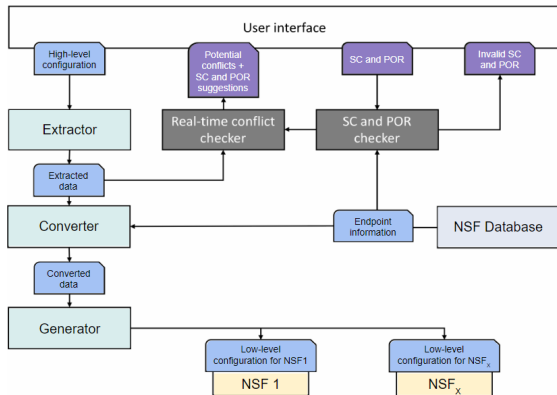 User interface
High-level
configuration
Potential
conflicts +
SC and POR
suggestions
SC and POR
Invalid SC
and POR
Extractor
Real-time conflict
checker
SC and POR
checker
Extracted
data
Converter
Endpoint
information
NSF Database
Converted
data
Generator
Low-level
configuration for NSF1
Low-level
configuration for NSFx
NSF 1
NSFX